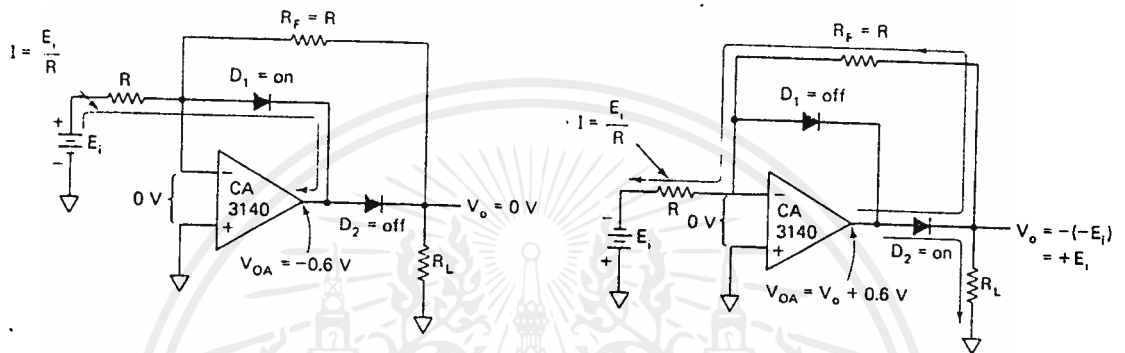 I = E_i / R
R_F = R
R
D_1 = on
+
E_i
-
0 V
-
CA
3140
+
D_2 = off
V_o = 0 V
V_OA = -0.6 V
R_L
R_F = R
D_1 = off
I = E_i / R
-
E_i
+
R
0 V
-
CA
3140
+
D_2 = on
V_o = -(-E_i)
= +E_i
V_OA = V_o + 0.6 V
R_L